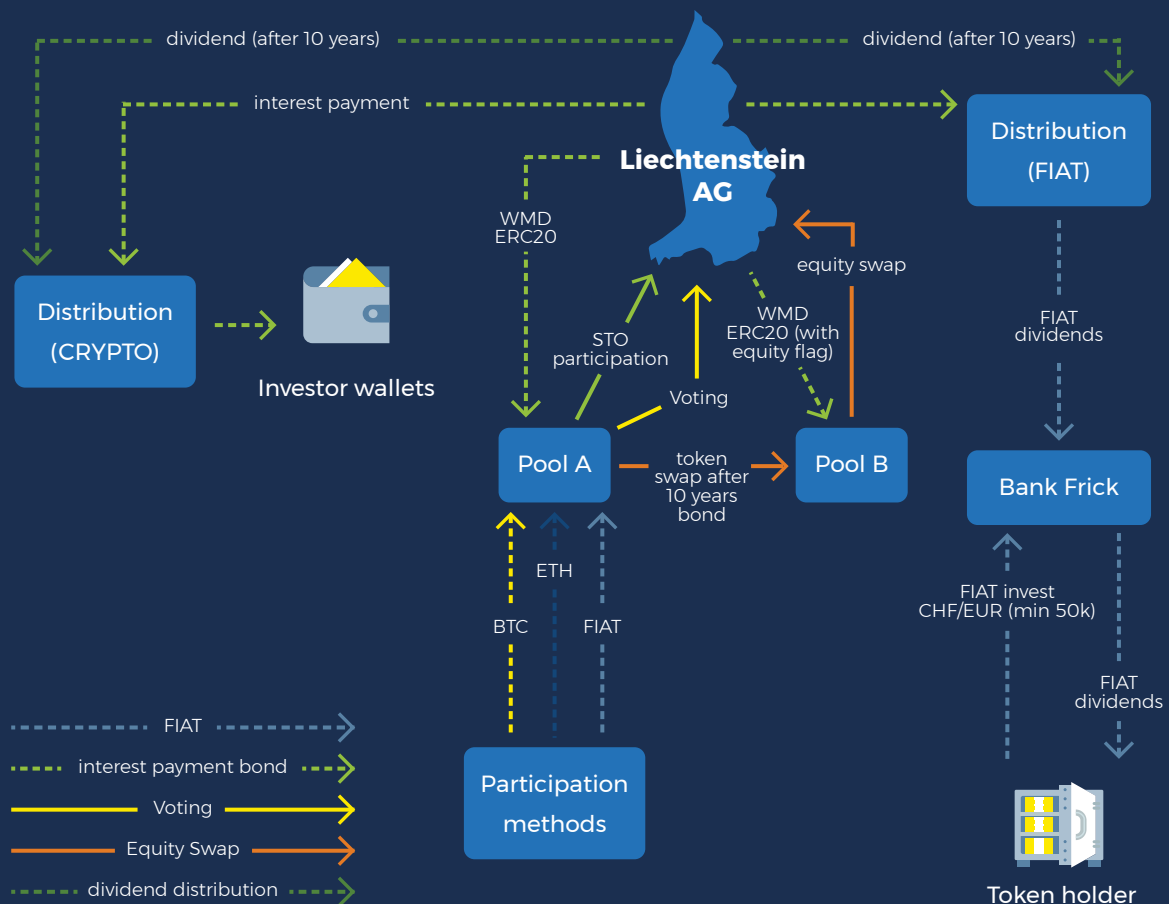 dividend (after 10 years)
dividend (after 10 years)
interest payment
Distribution
(FIAT)
Liechtenstein
AG
WMD
ERC20
equity swap
Distribution
(CRYPTO)
WMD
ERC20 (with
equity flag)
FIAT
dividends
STO
participation
Investor wallets
Voting
Pool A
token
swap after
10 years
bond
Pool B
Bank Frick
ETH
BTC
FIAT
FIAT invest
CHF/EUR (min 50k)
FIAT
dividends
FIAT
interest payment bond
Voting
Equity Swap
dividend distribution
Participation
methods
Token holder